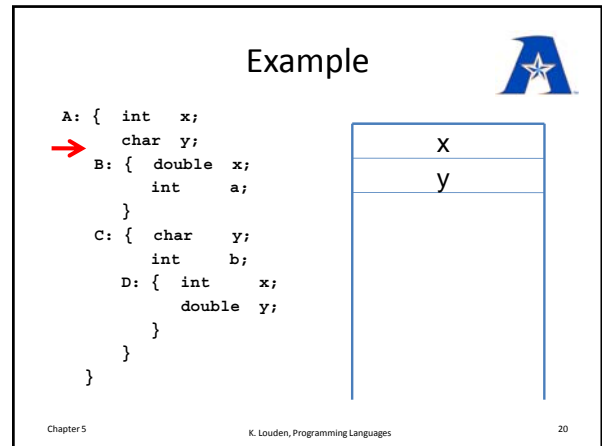 Example
A: { int x;
char y;
B: { double x;
int a;
}
C: { char y;
int b;
D: { int x;
double y;
}
}
}
x
y
Chapter 5
K. Louden, Programming Languages
20